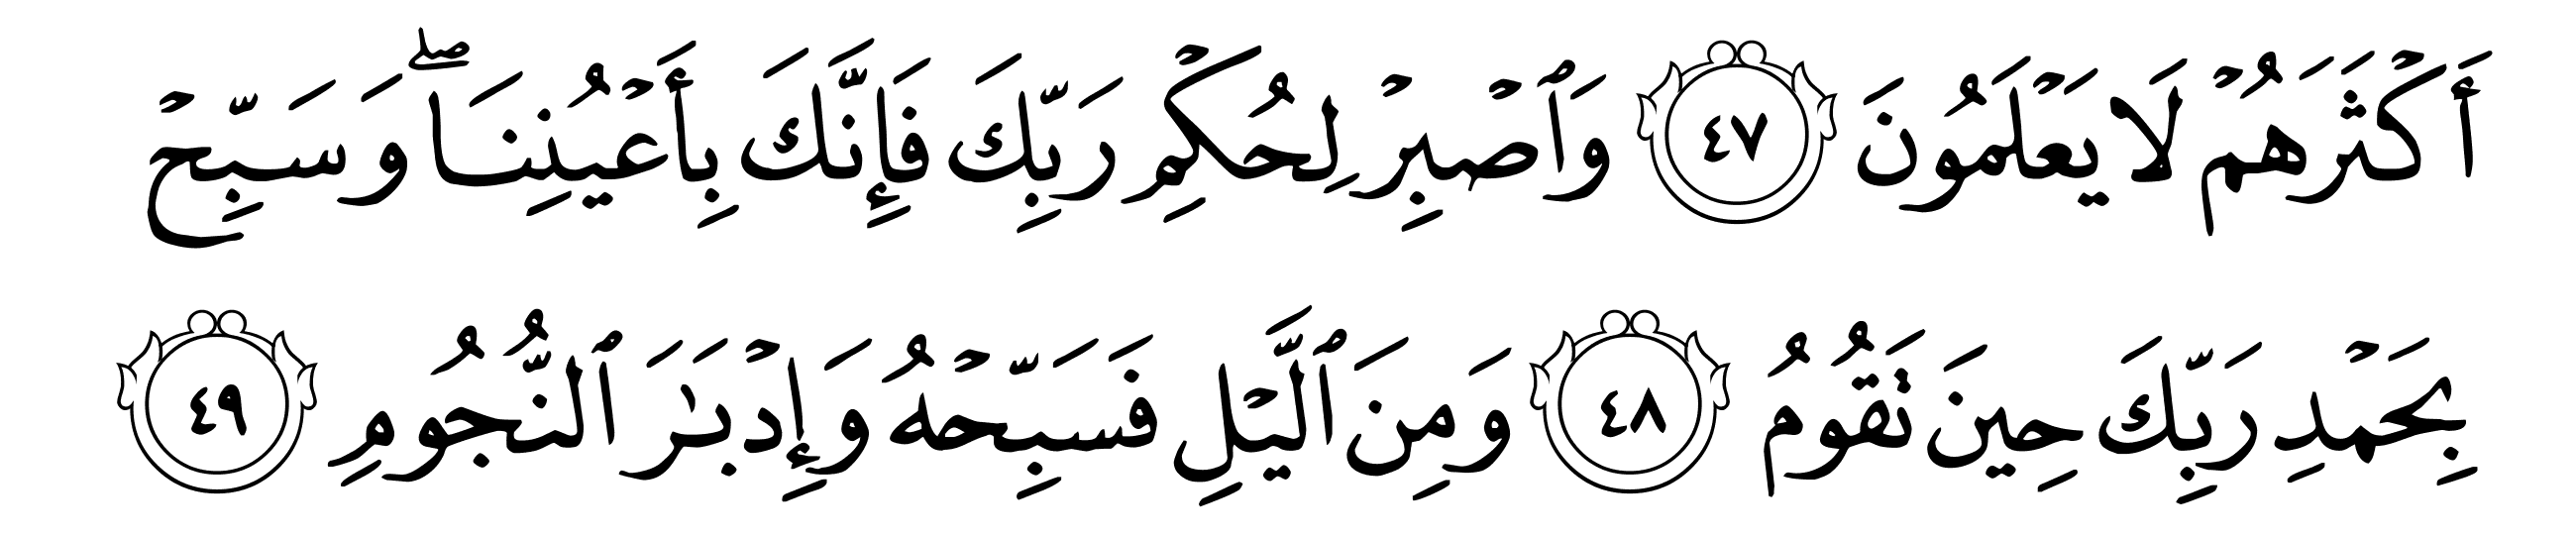 أَكۡثَرَهُمۡ لَا يَعۡلَمُونَ ٤٧ وَٱصۡبِرۡ لِحُكۡمِ رَبِّكَ فَإِنَّكَ بِأَعۡيُنِنَاۖ وَسَبِّحۡ
بِحَمۡدِ رَبِّكَ حِينَ تَقُومُ ٤٨ وَمِنَ ٱلَّيۡلِ فَسَبِّحۡهُ وَإِدۡبَٰرَ ٱلنُّجُومِ ٤٩